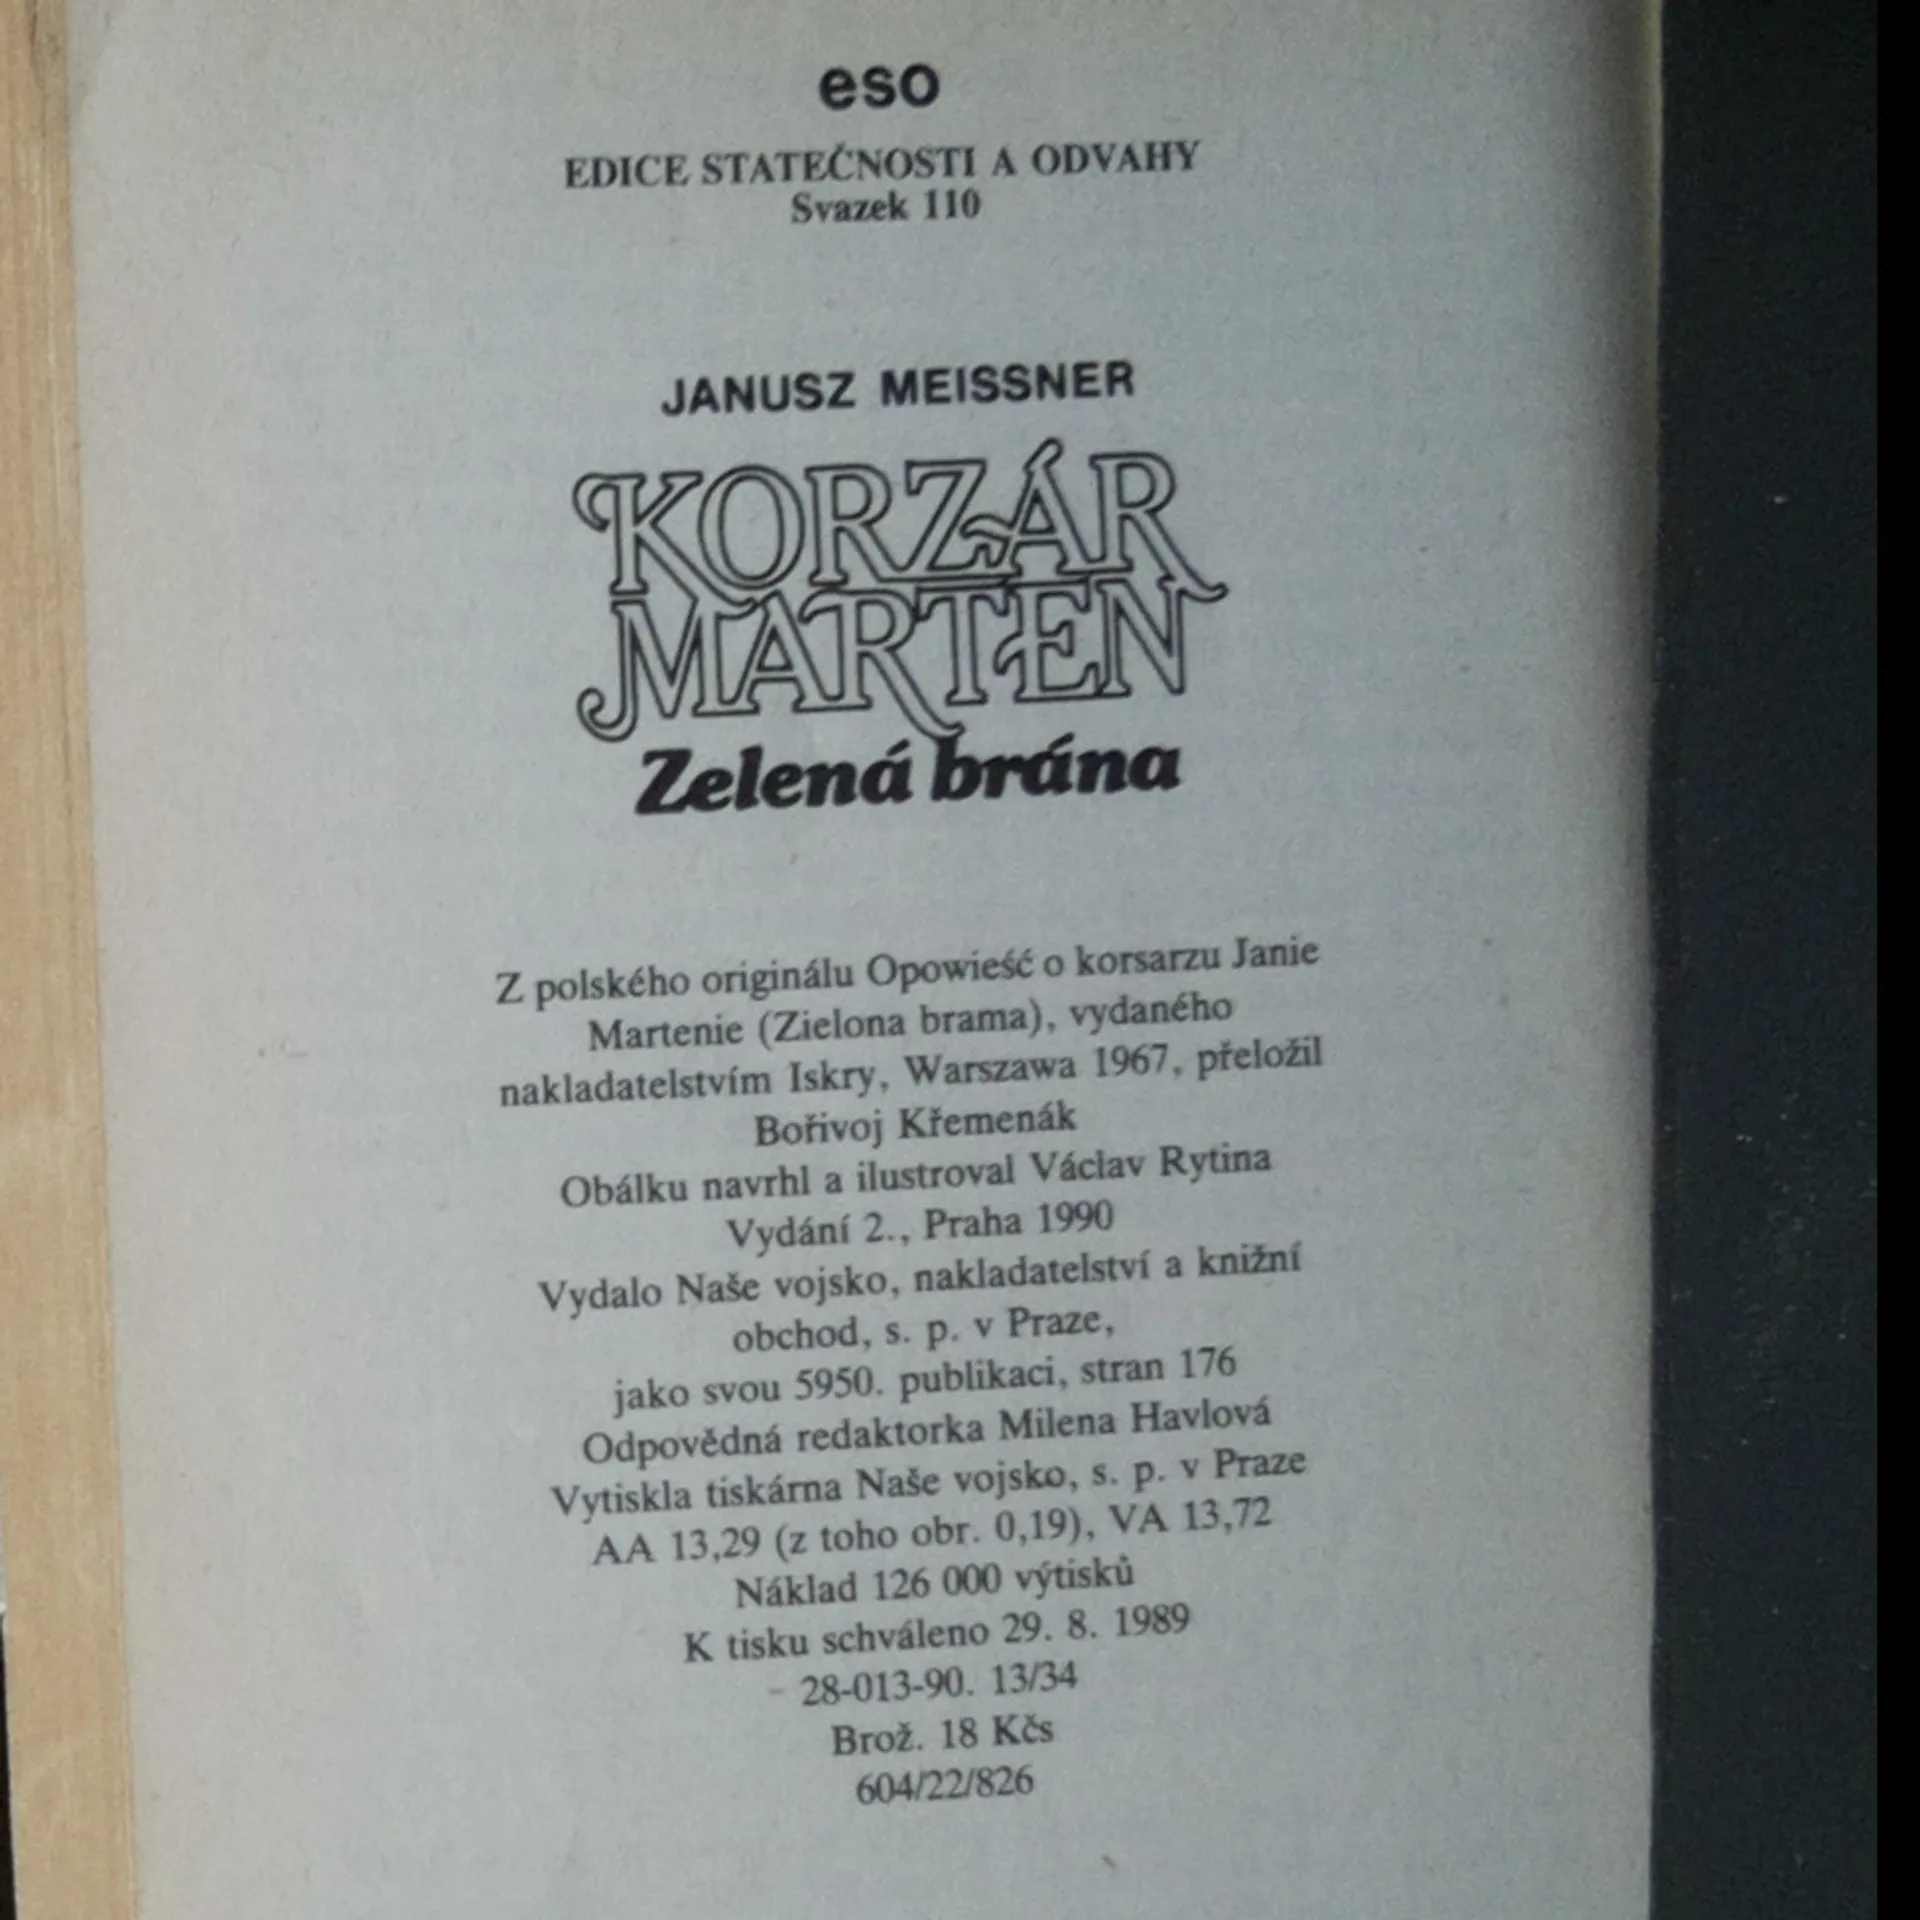 eso
EDICE STATEČNOSTI A ODVAHY
Svazek 110
JANUSZ MEISSNER
KORZÁR
MARTEN
Zelená brána
Z polského originálu Opowieść o korsarzu Janie
Martenie (Zielona brama), vydaného
nakladatelstvím Iskry, Warszawa 1967, přeložil
Bořivoj Křemenák
Obálku navrhl a ilustroval Václav Rytina
Vydání 2., Praha 1990
Vydalo Naše vojsko, nakladatelství a knižní
obchod, s. p. v Praze,
jako svou 5950. publikaci, stran 176
Odpovědná redaktorka Milena Havlová
Vytiskla tiskárna Naše vojsko, s. p. v Praze
AA 13,29 (z toho obr. 0,19), VA 13,72
Náklad 126 000 výtisků
K tisku schváleno 29. 8. 1989
28-013-90. 13/34
Brož. 18 Kčs
604/22/826